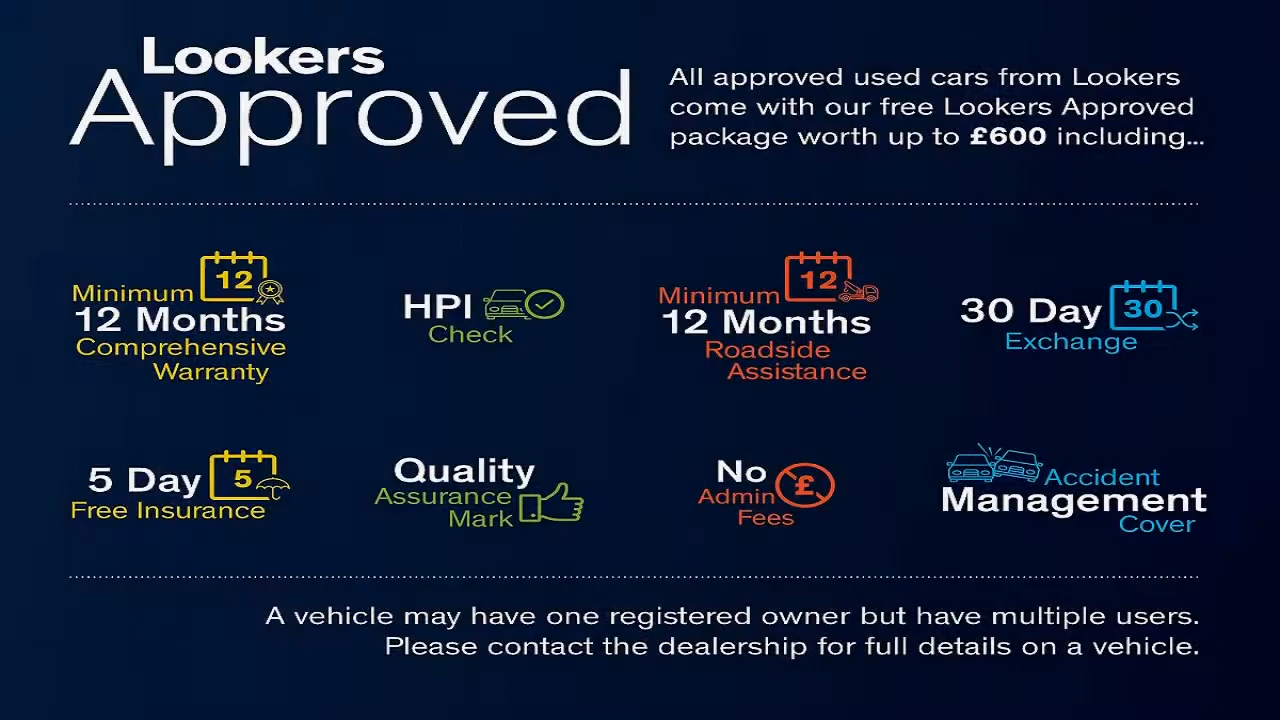 Lookers
Approved
All approved used cars from Lookers
come with our free Lookers Approved
package worth up to £600 including...
Minimum 12
12 Months
Comprehensive
Warranty
HPI
Check
Minimum 12
12 Months
Roadside
Assistance
30 Day 30
Exchange
5 Day 5
Free Insurance
Quality
Assurance
Mark
No
Admin £
Fees
Accident
Management
Cover
A vehicle may have one registered owner but have multiple users.
Please contact the dealership for full details on a vehicle.